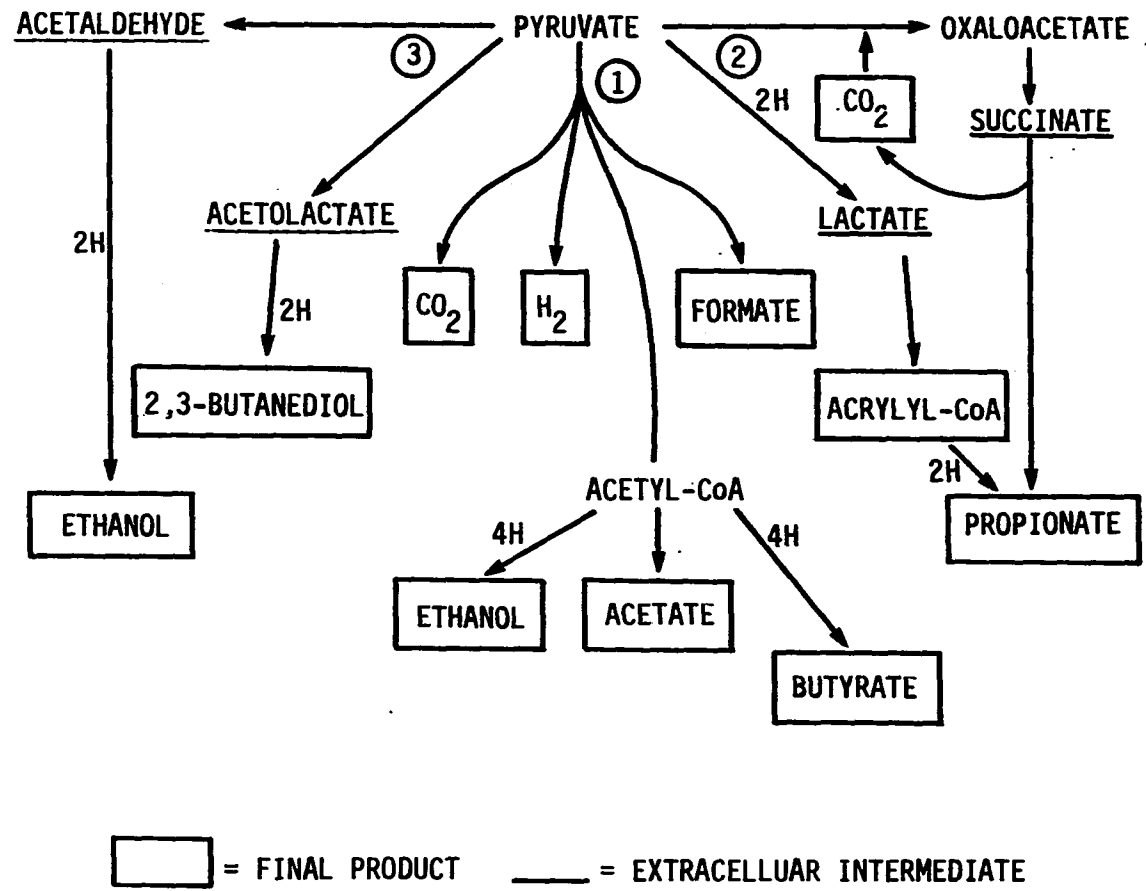 ACETALDEHYDE
PYRUVATE
OXALOACETATE
3
1
2
2H
CO2
SUCCINATE
ACETOLACTATE
LACTATE
2H
2H
CO2
H2
FORMATE
2,3-BUTANEDIOL
ACRYLYL-CoA
2H
ACETYL-CoA
ETHANOL
PROPIONATE
4H
4H
ETHANOL
ACETATE
BUTYRATE
= FINAL PRODUCT
= EXTRACELLUAR INTERMEDIATE